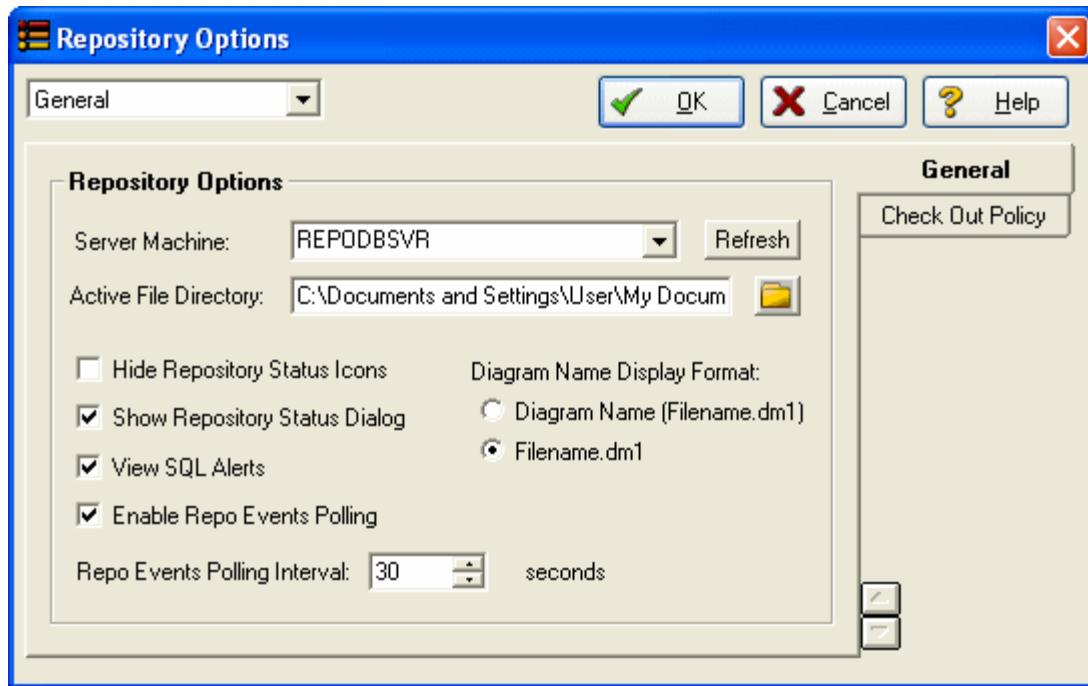 Repository Options
General
OK
Cancel
Help
General
Check Out Policy
Repository Options
Server Machine:
REPODBSVR
Refresh
Active File Directory:
C:\Documents and Settings\User\My Docum
Hide Repository Status Icons
Show Repository Status Dialog
View SQL Alerts
Enable Repo Events Polling
Diagram Name Display Format:
Diagram Name (Filename.dm1)
Filename.dm1
Repo Events Polling Interval:
30
seconds